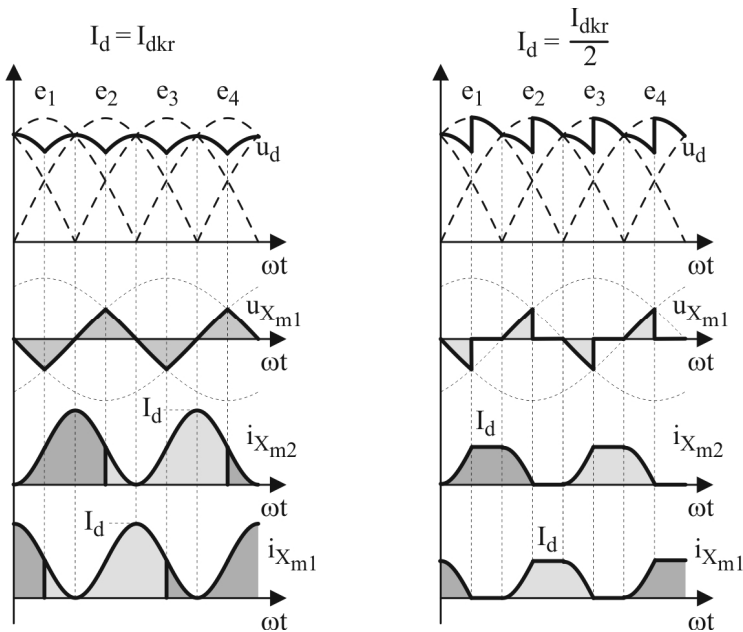 I_d = I_dkr
e_1 e_2 e_3 e_4
u_d
ωt
u_Xm1
ωt
I_d
i_Xm2
ωt
I_d
i_Xm1
ωt
I_d = I_dkr/2
e_1 e_2 e_3 e_4
u_d
ωt
u_Xm1
ωt
I_d
i_Xm2
ωt
I_d
i_Xm1
ωt